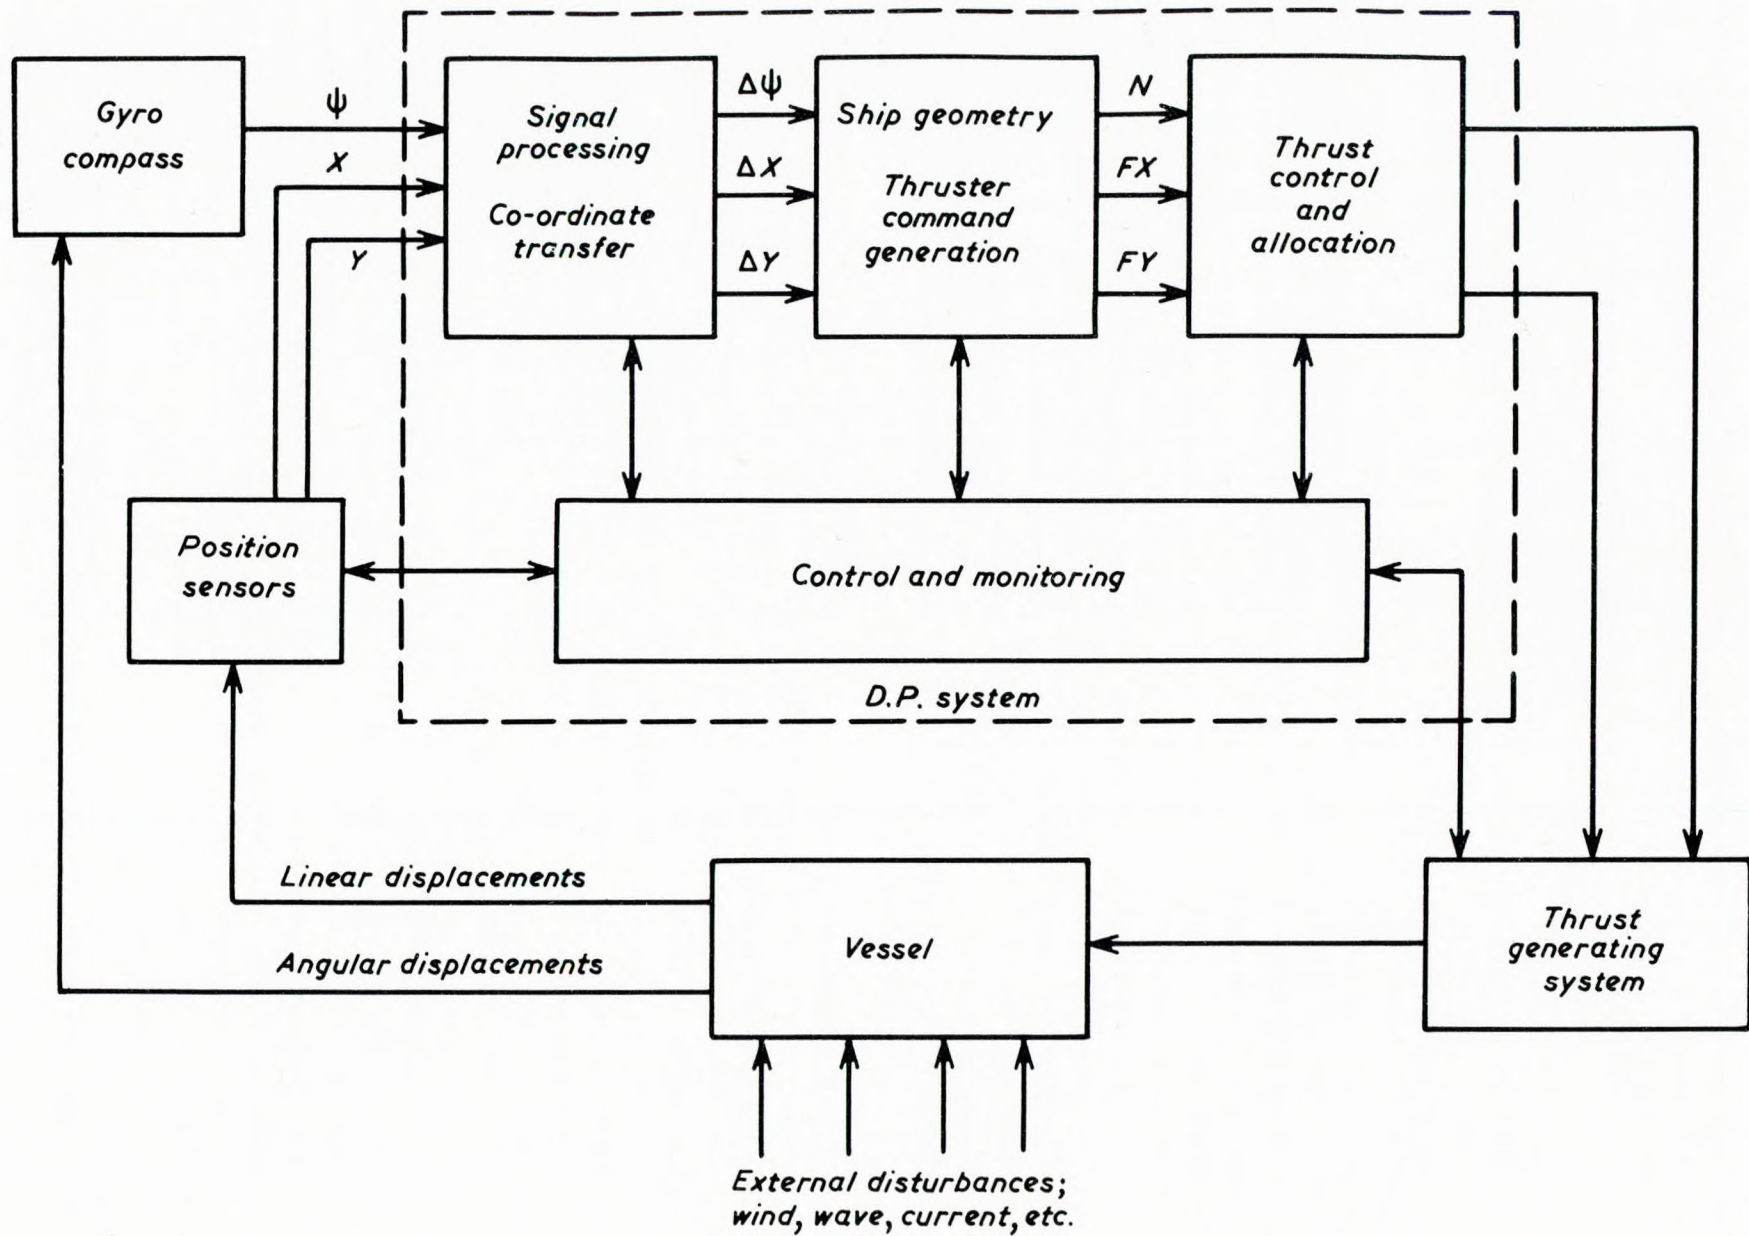 Gyro
compass
ψ
X
Y
Signal
processing
Co-ordinate
transfer
Δψ
ΔX
ΔY
Ship geometry
Thruster
command
generation
N
FX
FY
Thrust
control
and
allocation
Position
sensors
Control and monitoring
D.P. system
Linear displacements
Angular displacements
Vessel
Thrust
generating
system
External disturbances;
wind, wave, current, etc.